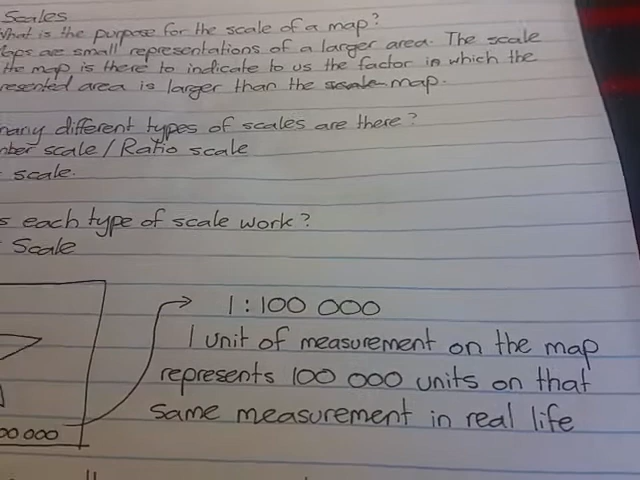 Scales
What is the purpose for the scale of a map?
Maps are small representations of a larger area. The scale
the map is there to indicate to us the factor in which the
resented area is larger than the scale map.
many different types of scales are there?
mber scale/Ratio scale
scale.
s each type of scale work?
Scale
1:100 000
1 unit of measurement on the map
represents 100 000 units on that
same measurement in real life
00 000